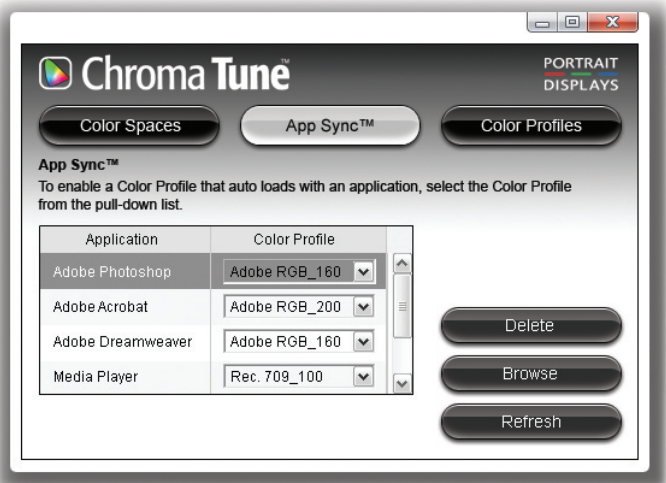 Chroma Tune™
PORTRAIT
DISPLAYS
Color Spaces
App Sync™
Color Profiles
App Sync™
To enable a Color Profile that auto loads with an application, select the Color Profile
from the pull-down list.
Application Color Profile
Adobe Photoshop Adobe RGB_160
Adobe Acrobat Adobe RGB_200
Adobe Dreamweaver Adobe RGB_160
Media Player Rec. 709_100
Delete
Browse
Refresh